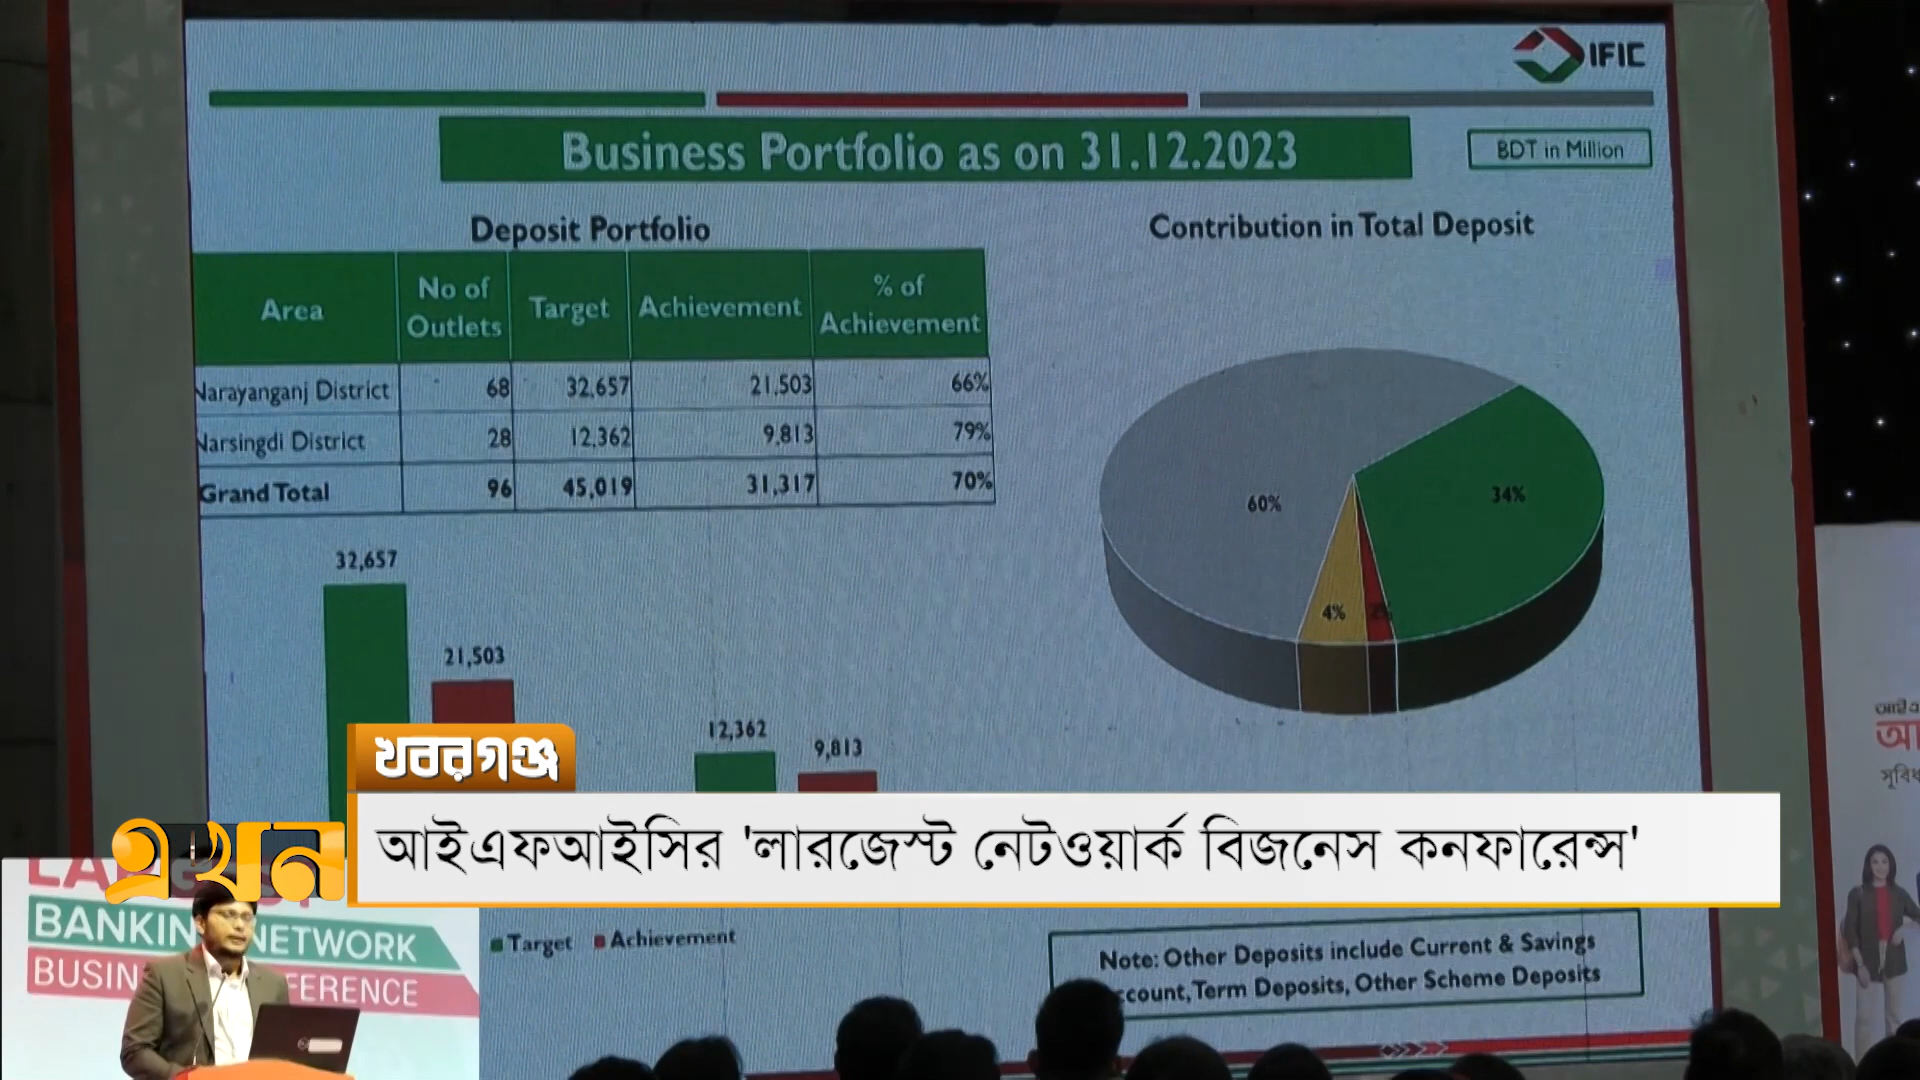 IFIC
Business Portfolio as on 31.12.2023
BDT in Million
Deposit Portfolio
Contribution in Total Deposit
Area No of Outlets Target Achievement % of Achievement
Narayanganj District 68 32,657 21,503 66%
Narsingdi District 28 12,362 9,813 79%
Grand Total 96 45,019 31,317 70%
60%
34%
4%
2%
32,657
21,503
12,362
9,813
খবরগঞ্জ
এখন
আইএফআইসির 'লারজেস্ট নেটওয়ার্ক বিজনেস কনফারেন্স'
BANKING NETWORK
Target Achievement
Note: Other Deposits include Current & Savings
Account, Term Deposits, Other Scheme Deposits